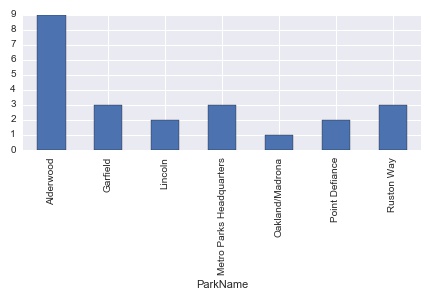 9
8
7
6
5
4
3
2
1
0
Alderwood
Garfield
Lincoln
Metro Parks Headquarters
Oakland/Madrona
Point Defiance
Ruston Way
ParkName